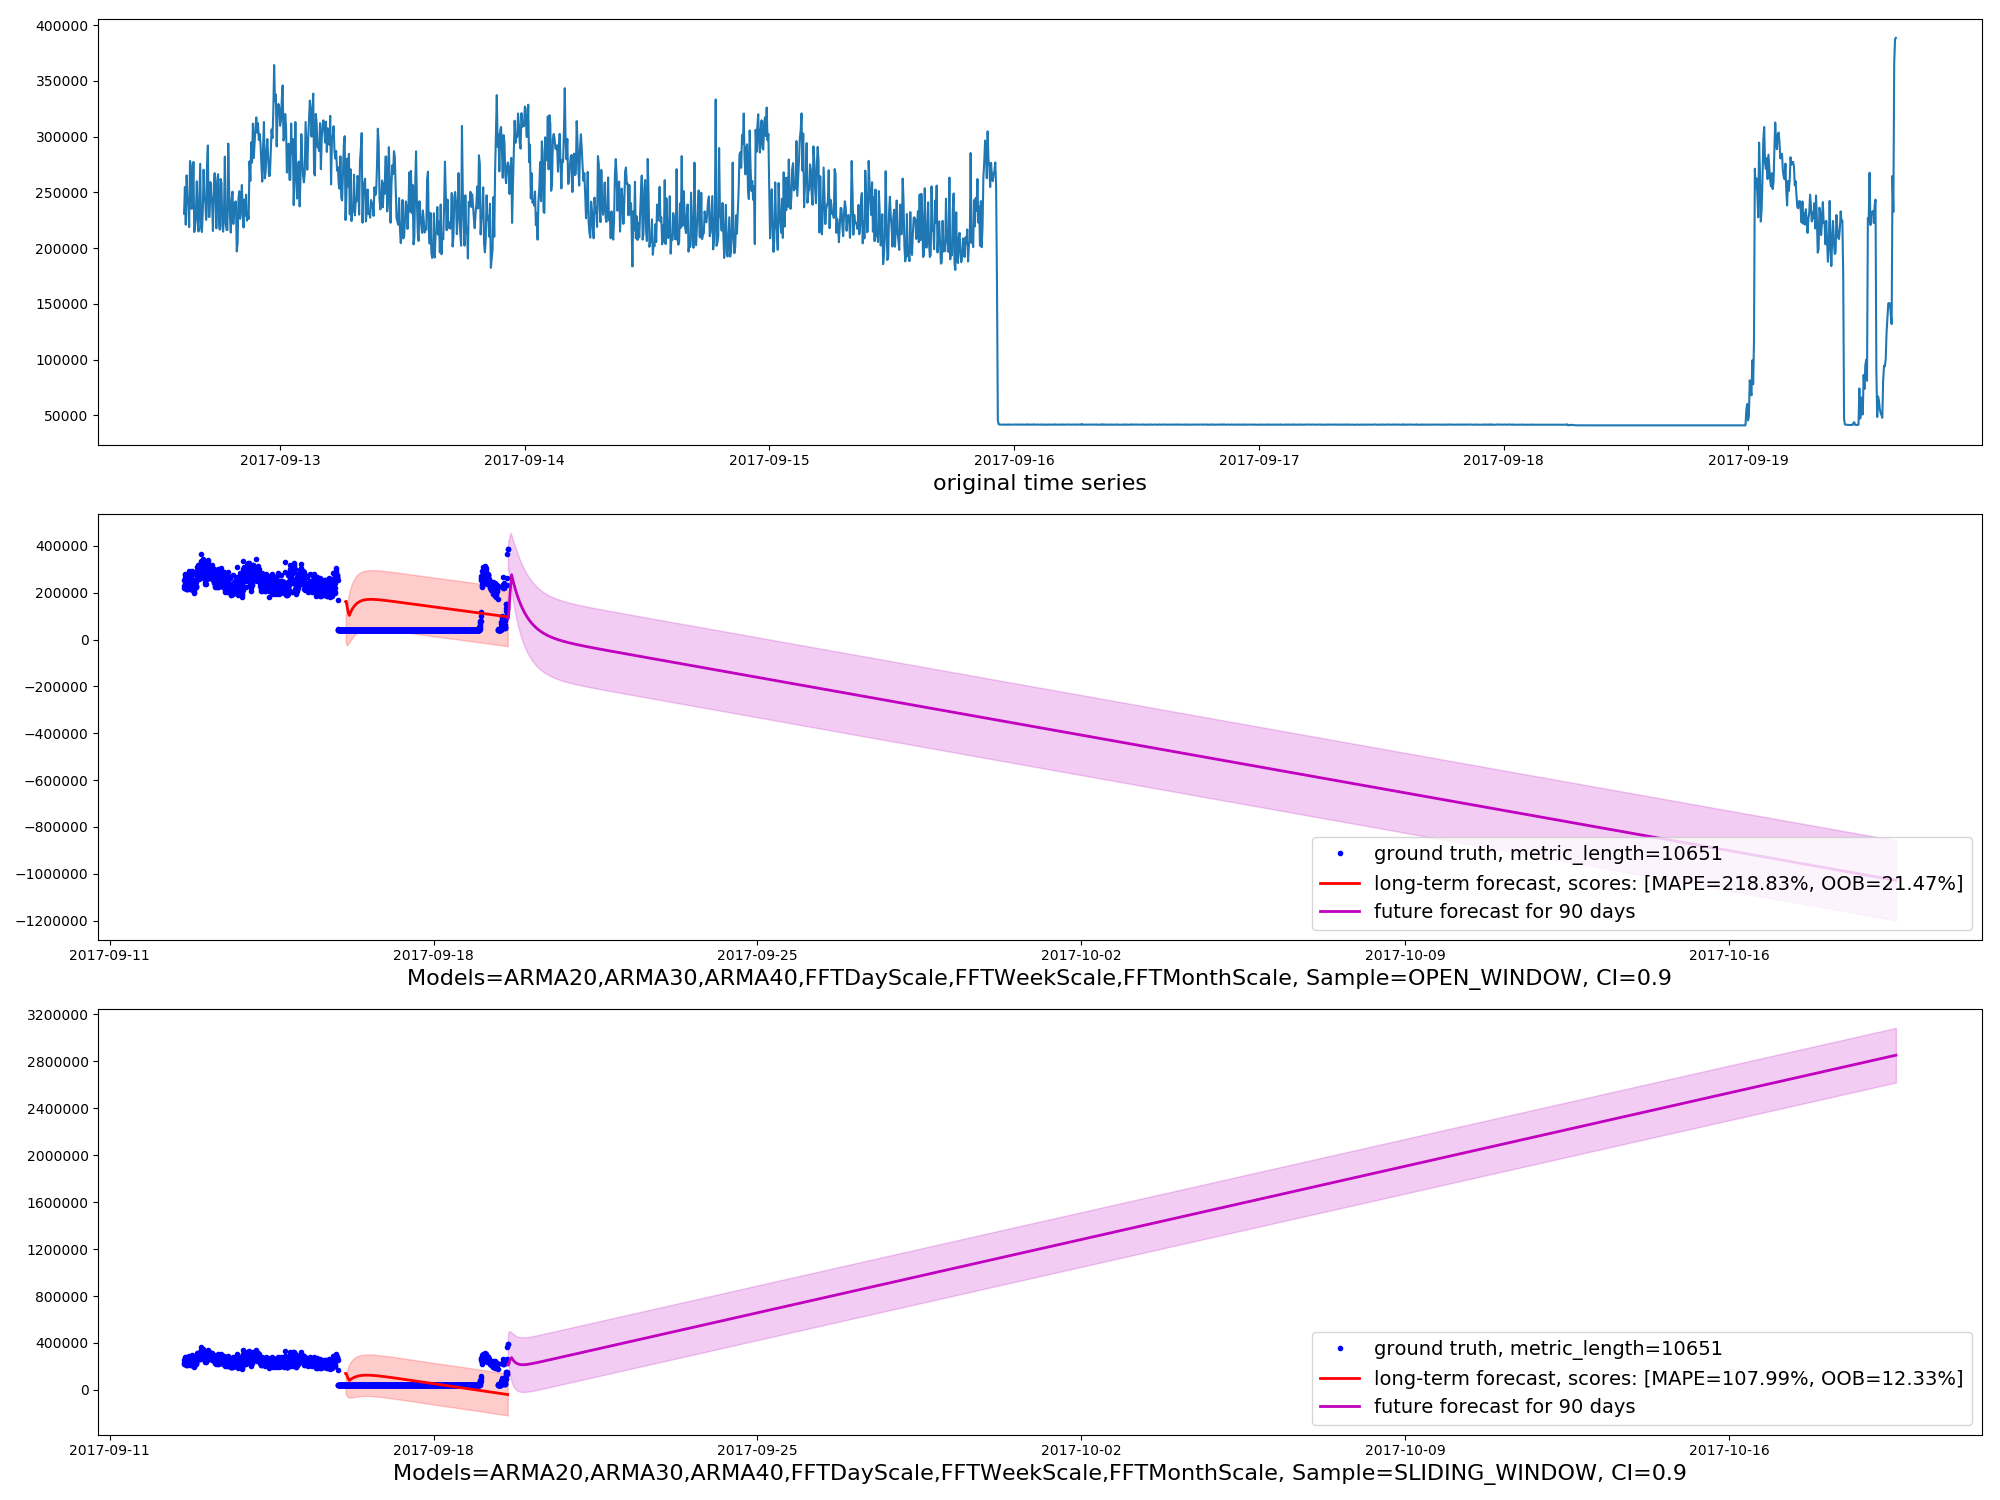 400000
350000
300000
250000
200000
150000
100000
50000
2017-09-13 2017-09-14 2017-09-15 2017-09-16 2017-09-17 2017-09-18 2017-09-19
original time series
400000
200000
0
−200000
−400000
−600000
−800000
−1000000
−1200000
ground truth, metric_length=10651
long-term forecast, scores: [MAPE=218.83%, OOB=21.47%]
future forecast for 90 days
2017-09-11 2017-09-18 2017-09-25 2017-10-02 2017-10-09 2017-10-16
Models=ARMA20,ARMA30,ARMA40,FFTDayScale,FFTWeekScale,FFTMonthScale, Sample=OPEN_WINDOW, CI=0.9
3200000
2800000
2400000
2000000
1600000
1200000
800000
400000
0
ground truth, metric_length=10651
long-term forecast, scores: [MAPE=107.99%, OOB=12.33%]
future forecast for 90 days
2017-09-11 2017-09-18 2017-09-25 2017-10-02 2017-10-09 2017-10-16
Models=ARMA20,ARMA30,ARMA40,FFTDayScale,FFTWeekScale,FFTMonthScale, Sample=SLIDING_WINDOW, CI=0.9